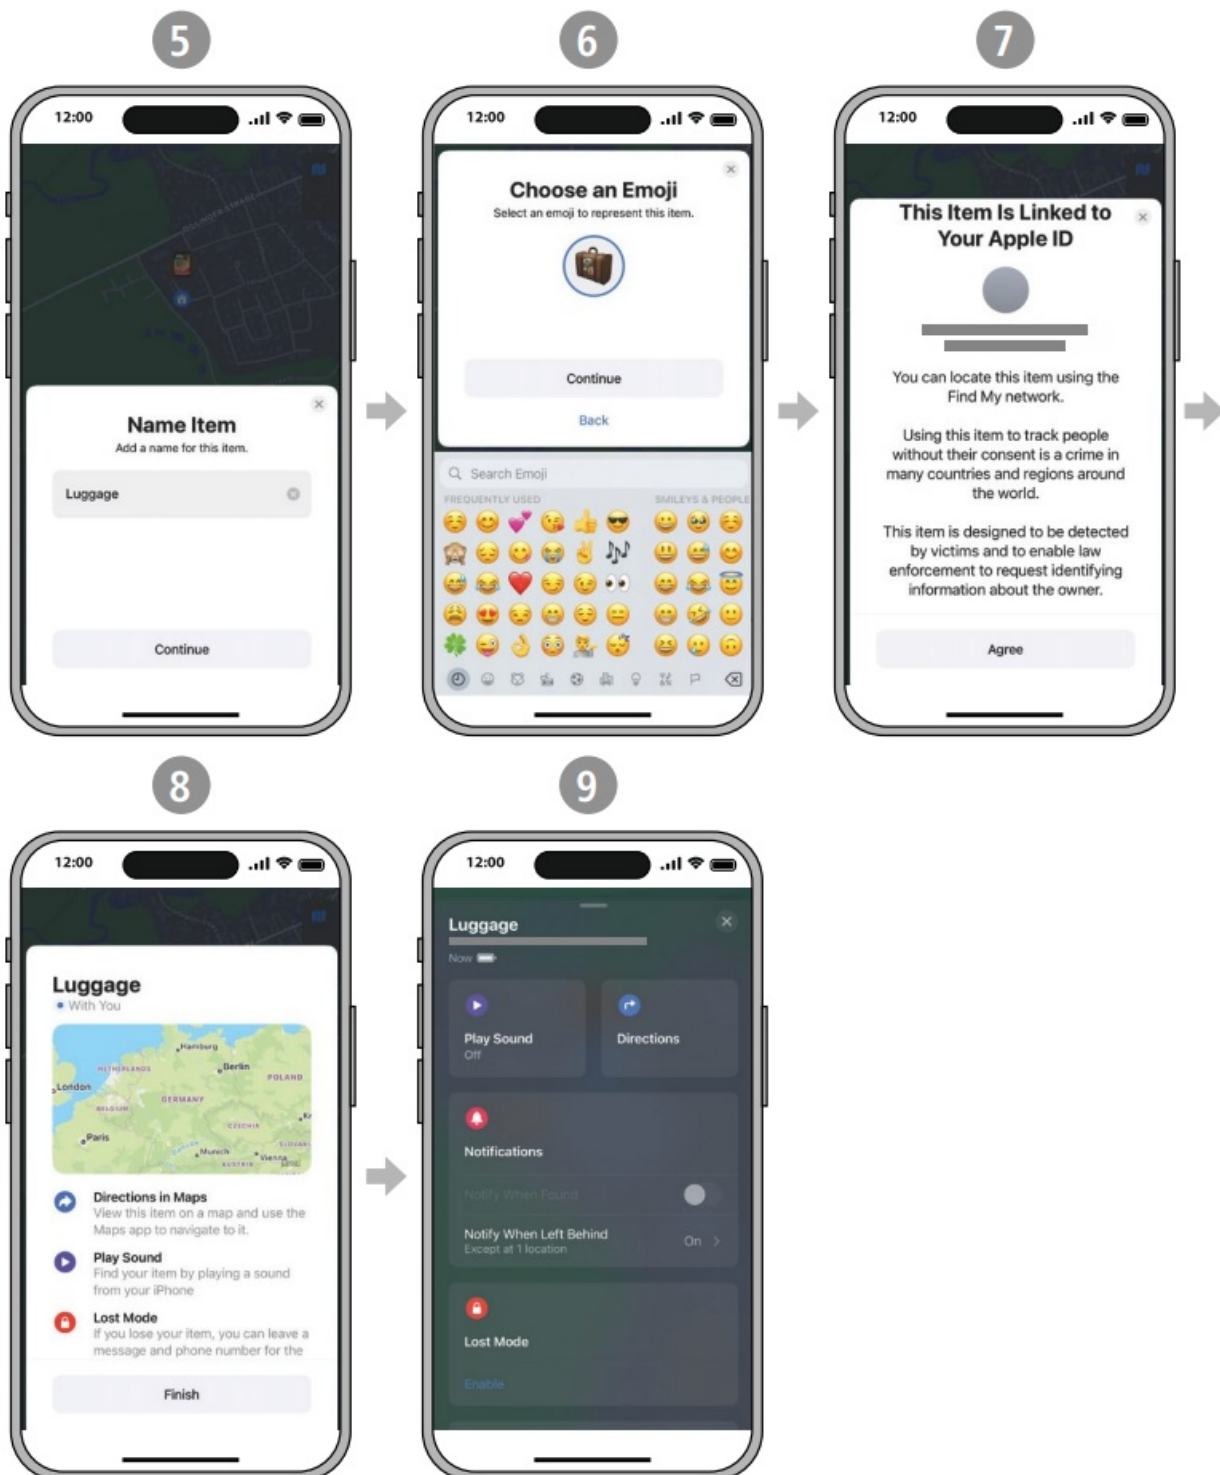 5
6
7
12:00
DILLINGER STRASSE
Name Item
Add a name for this item.
Luggage
Continue
12:00
Choose an Emoji
Select an emoji to represent this item.
Continue
Back
Search Emoji
FREQUENTLY USED
SMILEYS & PEOPLE
12:00
This Item Is Linked to
Your Apple ID
You can locate this item using the
Find My network.
Using this item to track people
without their consent is a crime in
many countries and regions around
the world.
This item is designed to be detected
by victims and to enable law
enforcement to request identifying
information about the owner.
Agree
8
9
12:00
Luggage
With You
Hamburg
NETHERLANDS
Berlin
POLAND
London
BELGIUM
GERMANY
CZECHIA
Paris
Munich
Vienna
AUSTRIA
Directions in Maps
View this item on a map and use the
Maps app to navigate to it.
Play Sound
Find your item by playing a sound
from your iPhone
Lost Mode
If you lose your item, you can leave a
message and phone number for the
Finish
12:00
Luggage
Now
Play Sound
Off
Directions
Notifications
Notify When Found
Notify When Left Behind
On
Except at 1 location
Lost Mode
Enable